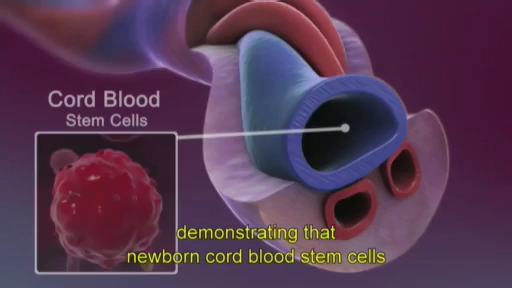 Cord Blood
Stem Cells
demonstrating that
newborn cord blood stem cells